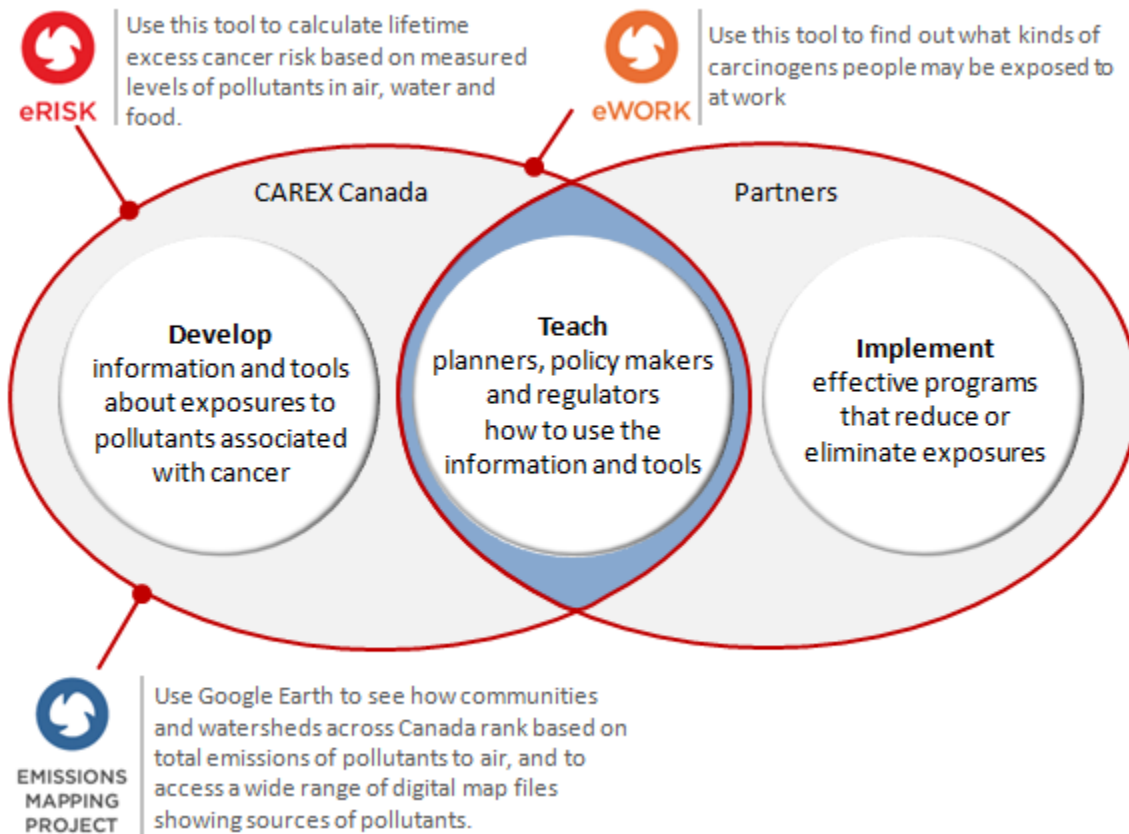 eRISK
Use this tool to calculate lifetime
excess cancer risk based on measured
levels of pollutants in air, water and
food.
eWORK
Use this tool to find out what kinds of
carcinogens people may be exposed to
at work
CAREX Canada
Partners
Develop
information and tools
about exposures to
pollutants associated
with cancer
Teach
planners, policy makers
and regulators
how to use the
information and tools
Implement
effective programs
that reduce or
eliminate exposures
EMISSIONS
MAPPING
PROJECT
Use Google Earth to see how communities
and watersheds across Canada rank based on
total emissions of pollutants to air, and to
access a wide range of digital map files
showing sources of pollutants.